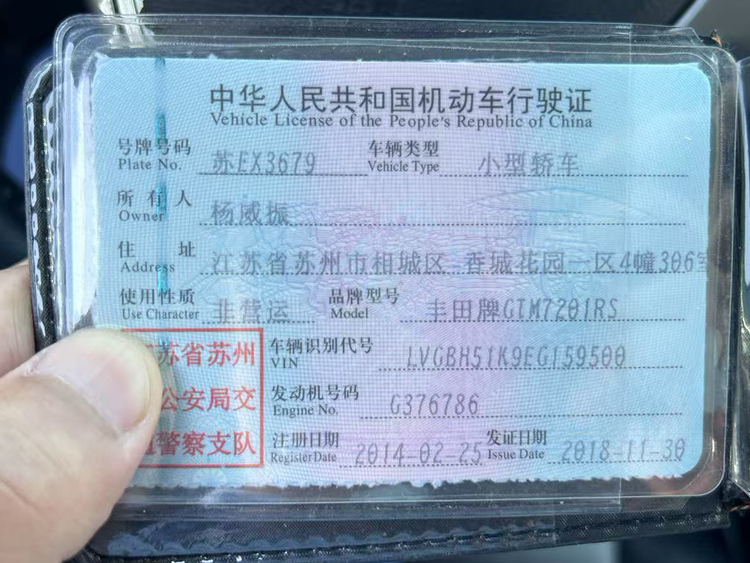 中华人民共和国机动车行驶证
Vehicle License of the People's Republic of China
号牌号码 苏EX3679 车辆类型 小型轿车
Plate No. Vehicle Type
所有人 杨威振
Owner
住址 江苏省苏州市相城区 香城花园一区4幢306室
Address
使用性质 非营运 品牌型号 丰田牌GTM7201RS
Use Character Model
苏省苏州 车辆识别代号 LVGBH51K9EG159500
VIN
公安局交 发动机号码 G376786
Engine No.
警察支队 注册日期 2014-02-25 发证日期 2018-11-30
Register Date Issue Date